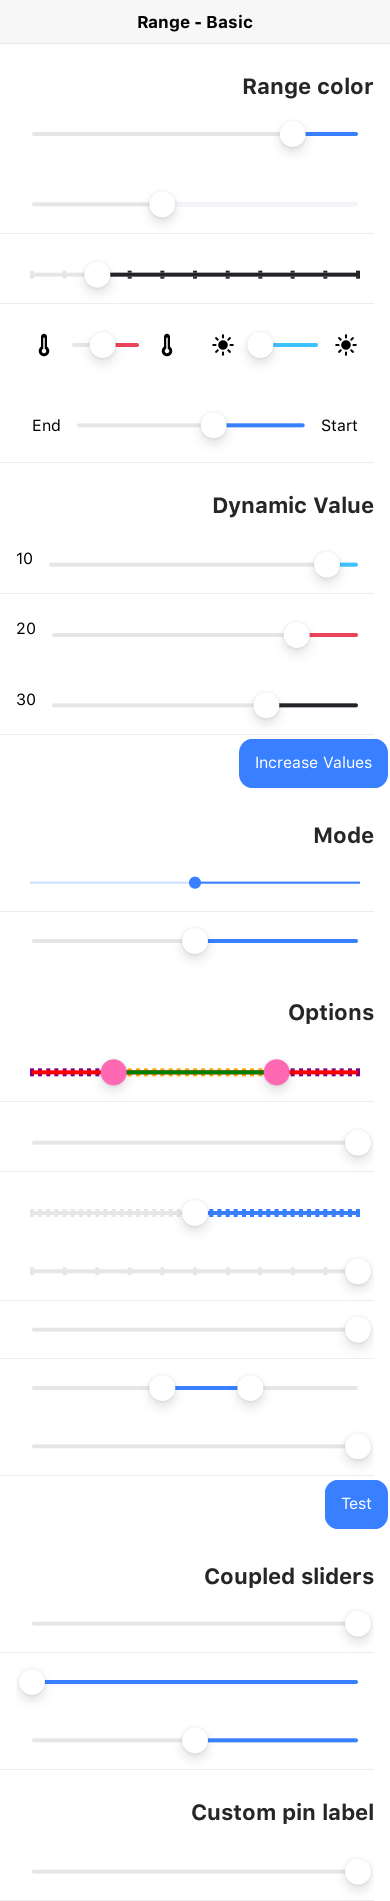 Range - Basic
Range color
End
Start
Dynamic Value
10
20
30
Increase Values
Mode
Options
Test
Coupled sliders
Custom pin label